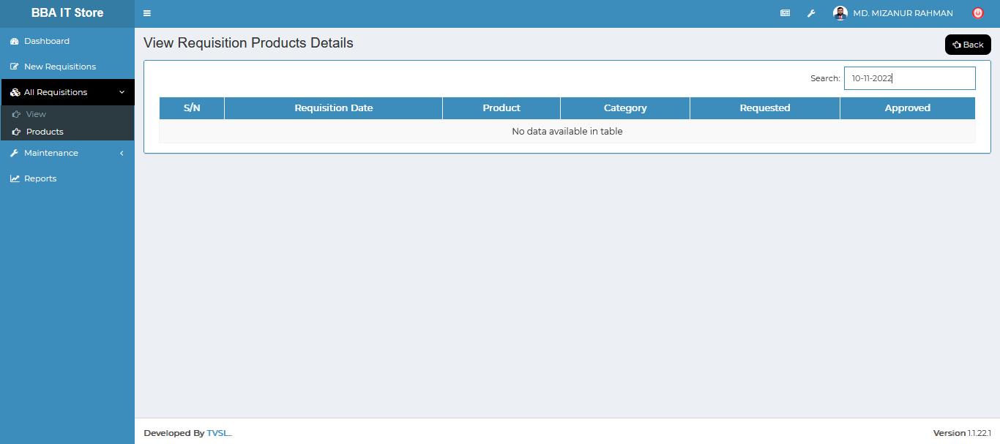 BBA IT Store
MD. MIZANUR RAHMAN
Dashboard
New Requisitions
All Requisitions
View
Products
Maintenance
Reports
View Requisition Products Details
Back
Search: 10-11-2022
S/N Requisition Date Product Category Requested Approved
No data available in table
Developed By TVSL..
Version 1.1.22.1